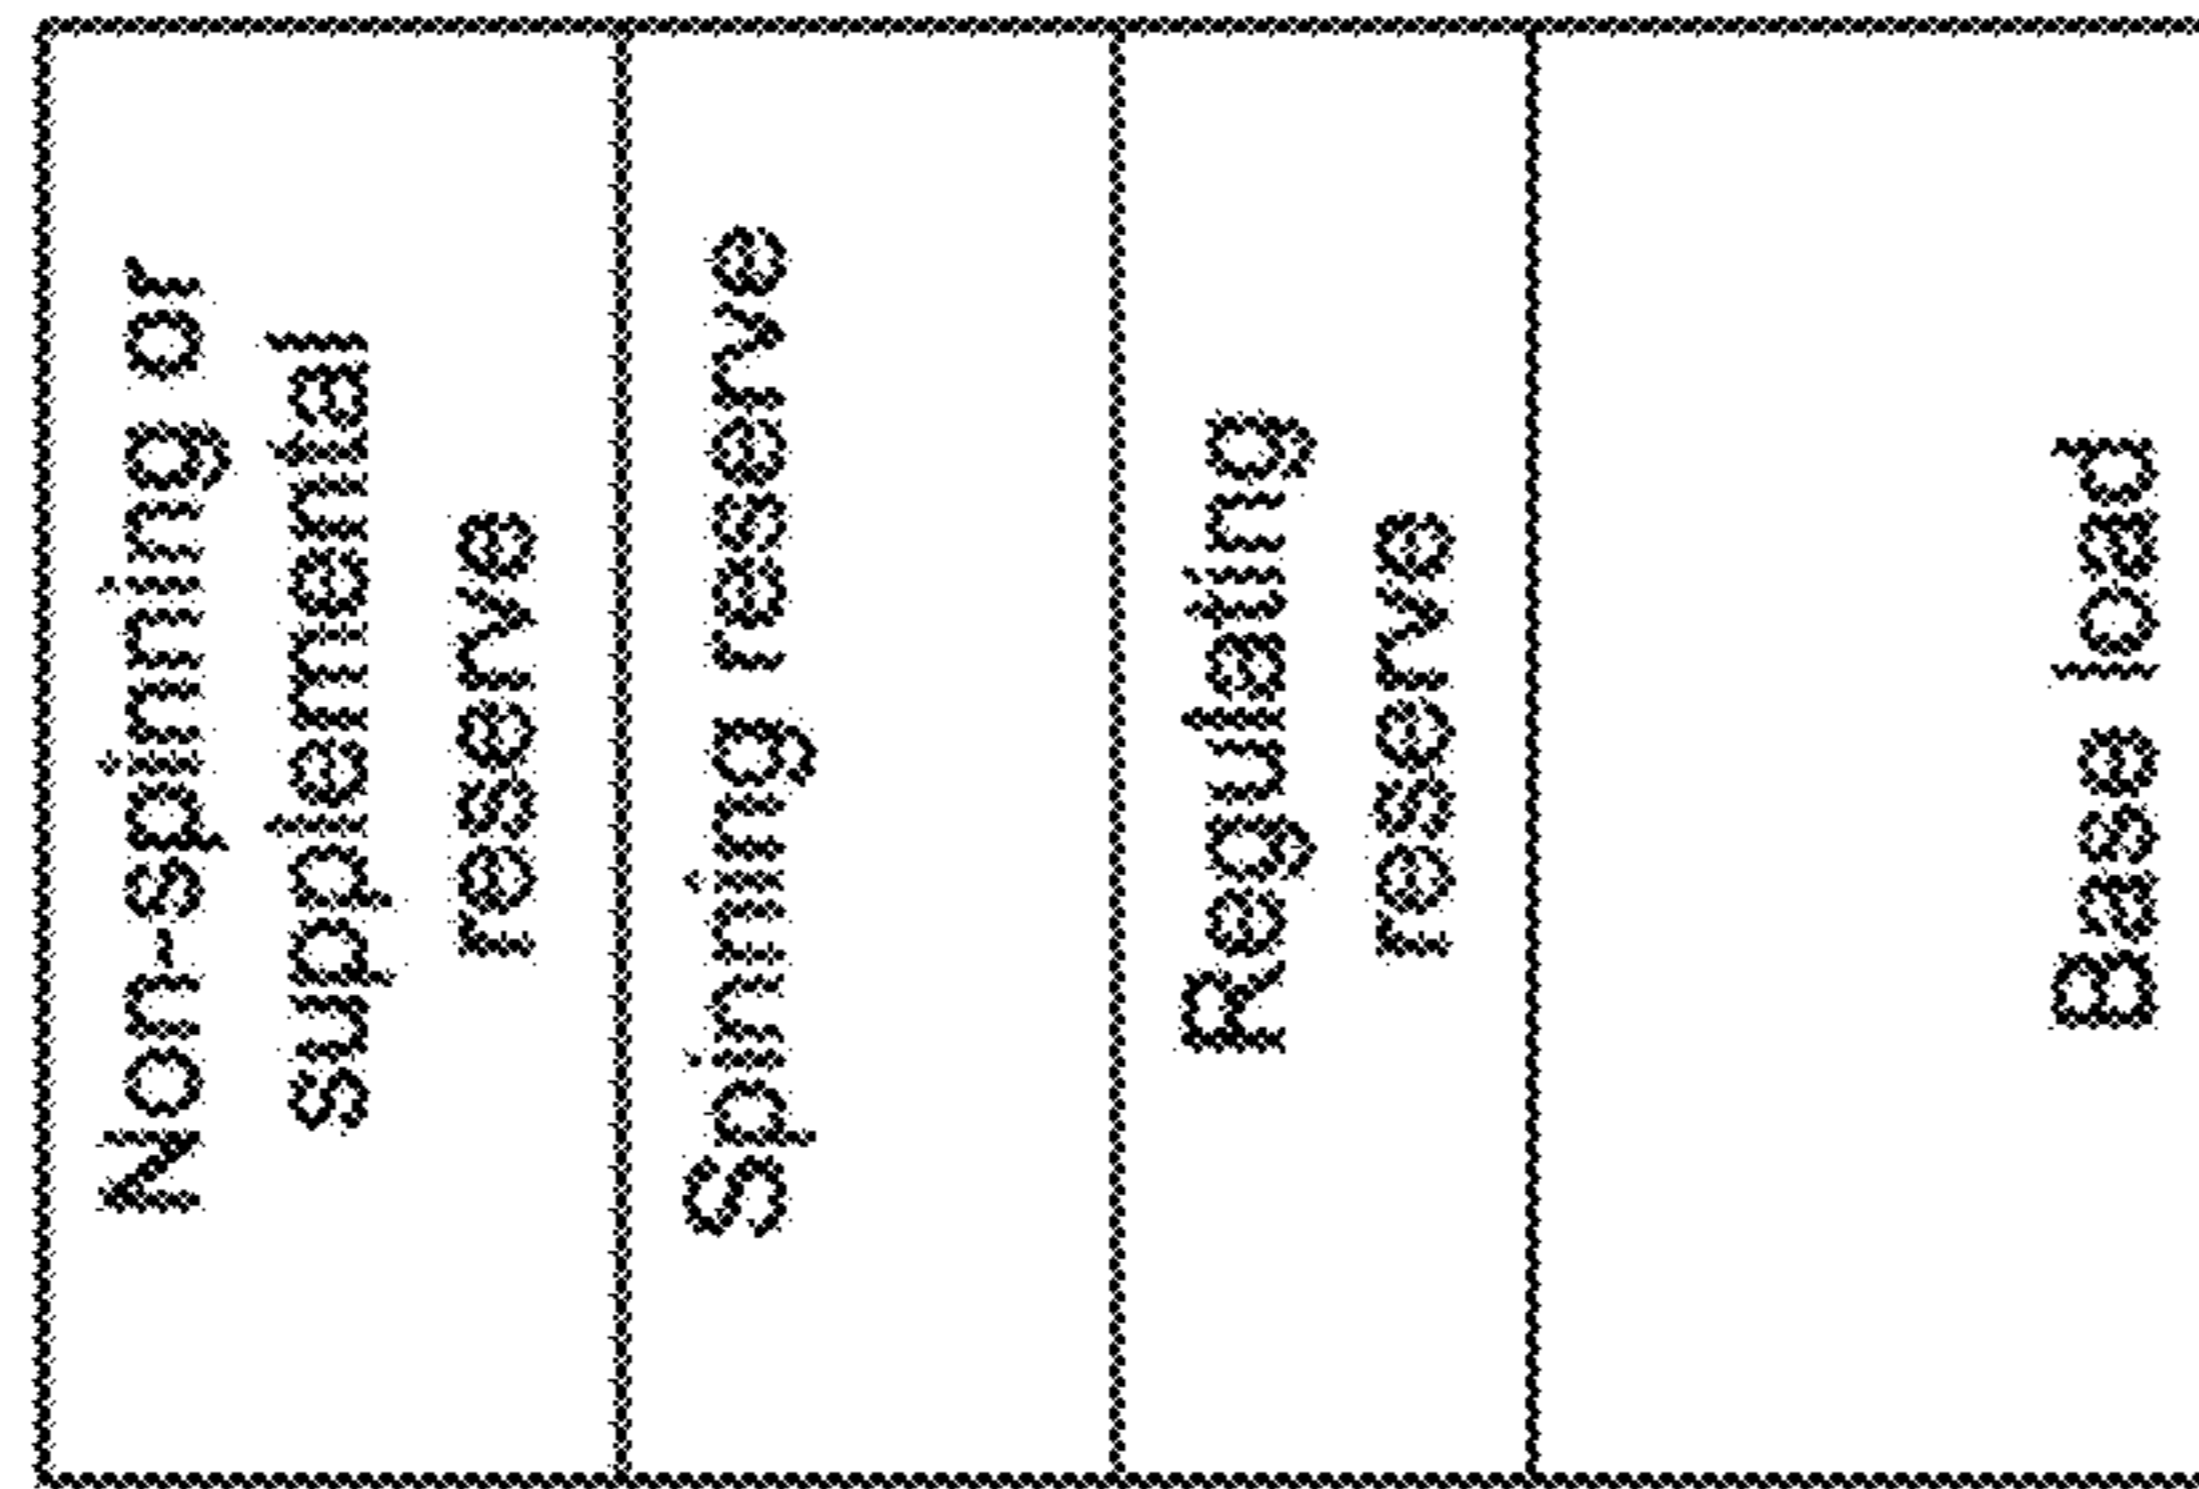 Non-spinning or
supplemental
reserve
Spinning reserve
Regulating
reserve
Base load